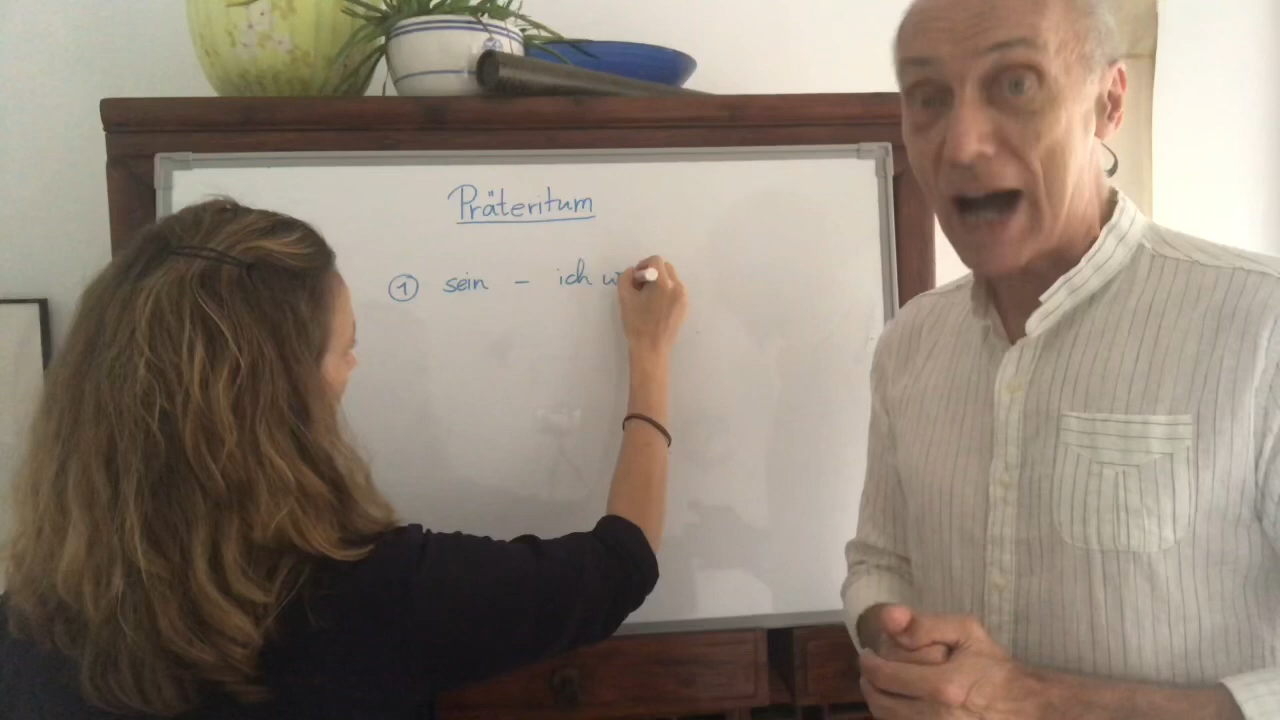 Präteritum
① sein – ich w